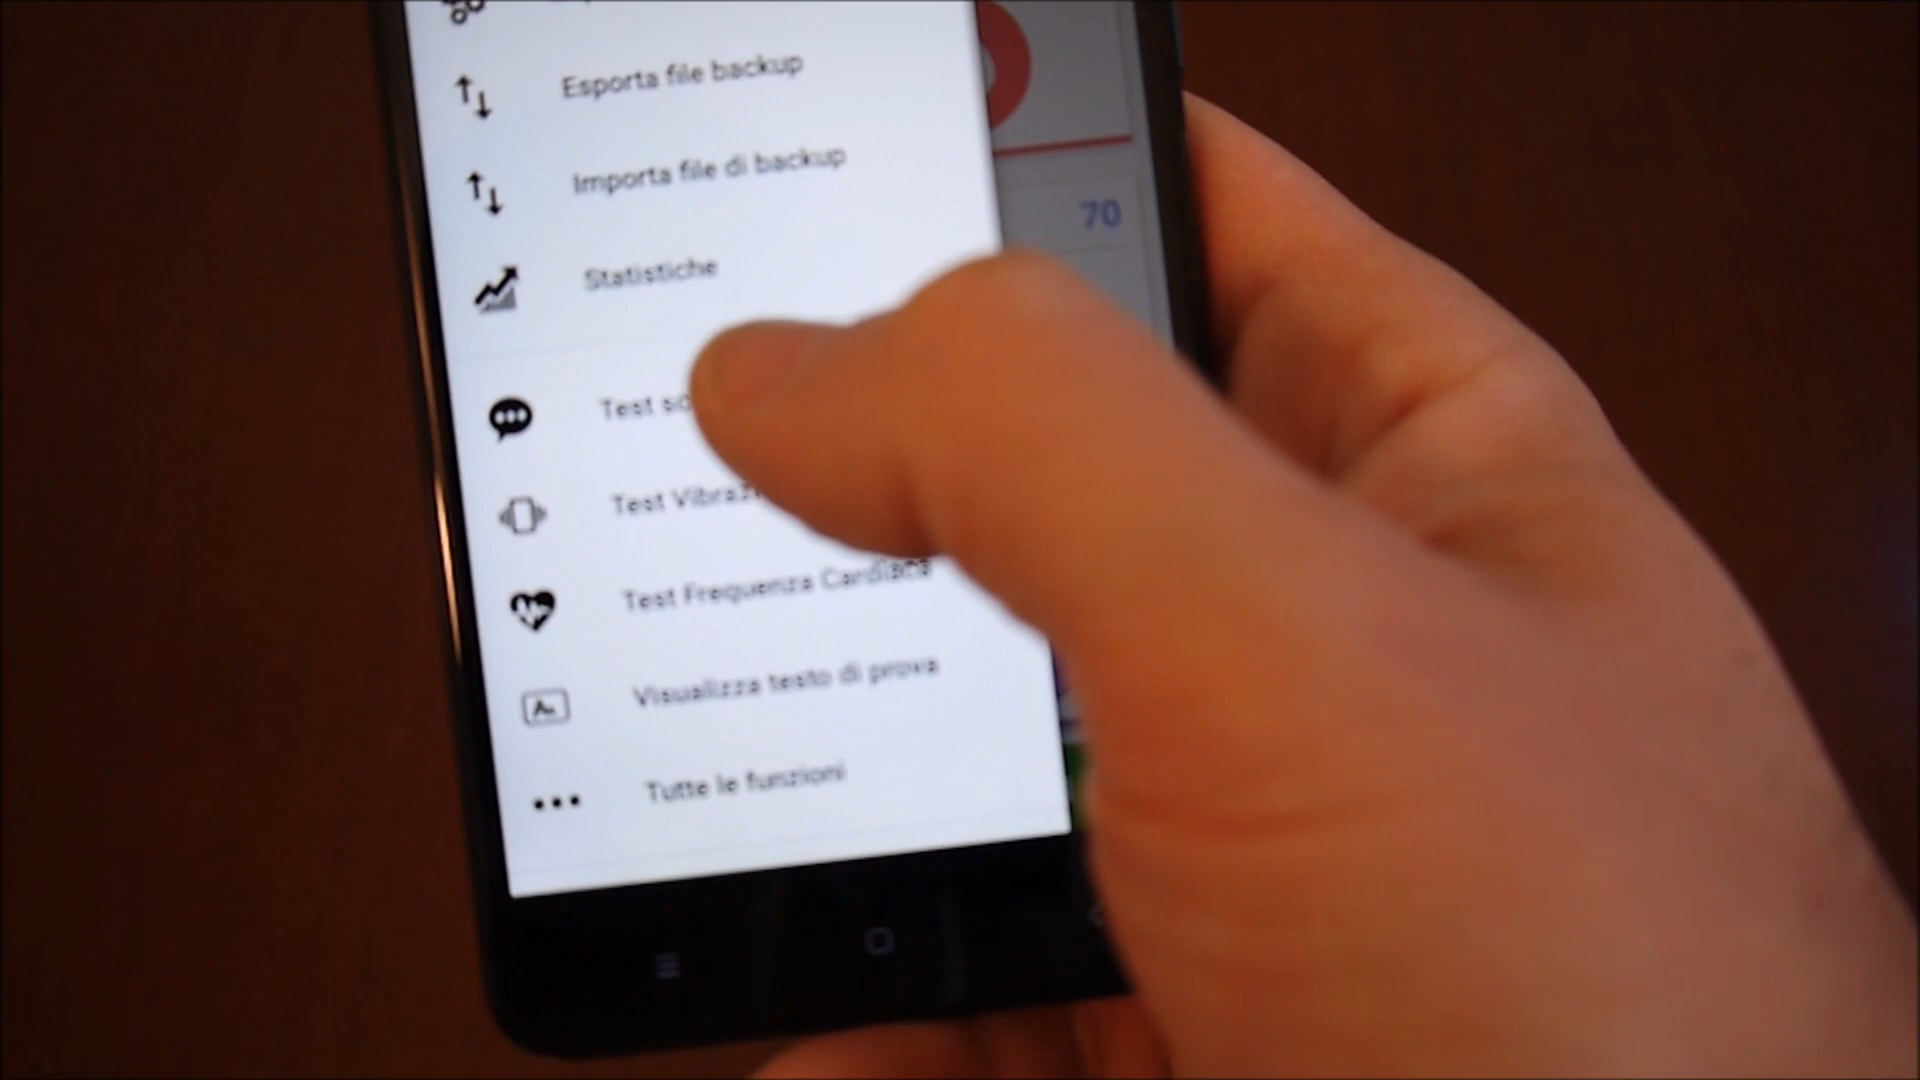 Esporta file backup
Importa file di backup
Statistiche
70
Test
Test
Test Frequenza Cardiaca
Visualizza testo di prova
Tutte le funzioni